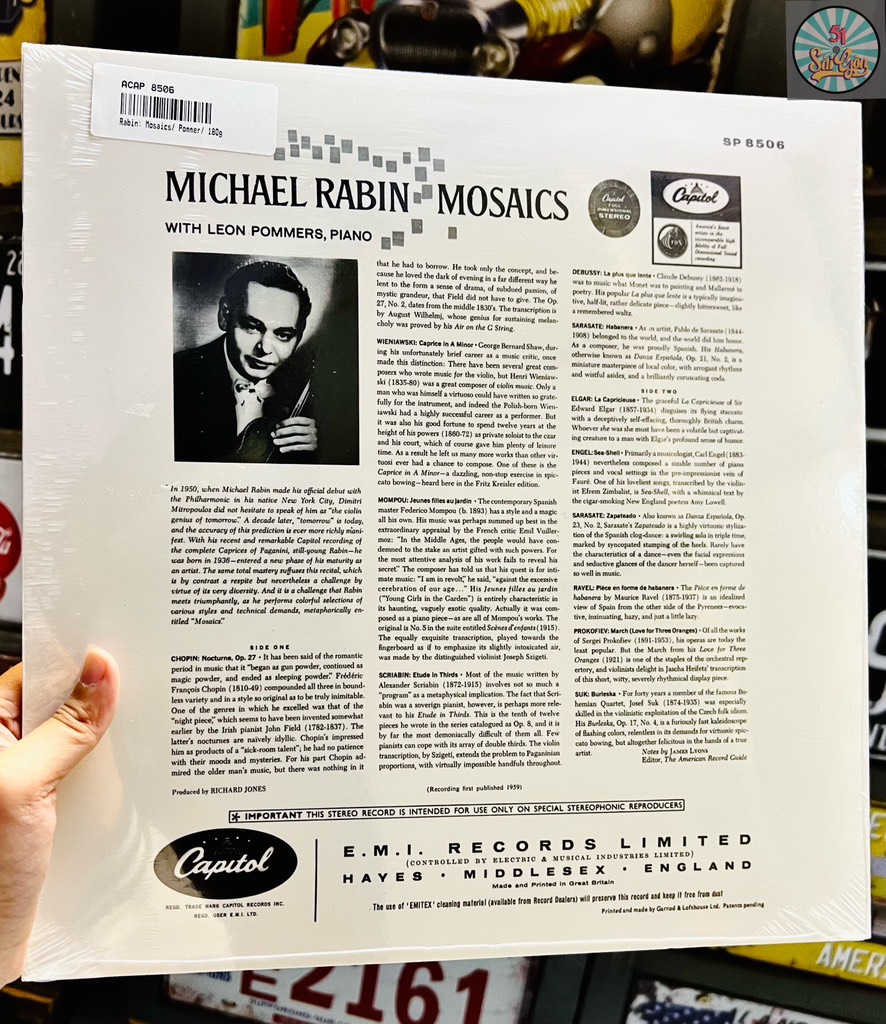 51
Sài Gòn
ACAP 8506
Rabin: Mosaics/ Pommer/ 180g
SP 8506
MICHAEL RABIN MOSAICS
WITH LEON POMMERS, PIANO
Capitol
FULL
STEREO
Capitol
America's finest
artists in the
incomparable high
fidelity of Full
Dimensional Sound
recording
In 1950, when Michael Rabin made his official debut with
the Philharmonic in his native New York City, Dimitri
Mitropoulos did not hesitate to speak of him as "the violin
genius of tomorrow." A decade later, "tomorrow" is today,
and the accuracy of this prediction is ever more richly mani-
fest. With his recent and remarkable Capitol recording of
the complete Caprices of Paganini, still-young Rabin—he
was born in 1936—entered a new phase of his maturity as
an artist. The same total mastery suffuses this recital, which
is by contrast a respite but nevertheless a challenge by
virtue of its very diversity. And it is a challenge that Rabin
meets triumphantly, as he performs colorful selections of
various styles and technical demands, metaphorically en-
titled "Mosaics."
SIDE ONE
CHOPIN: Nocturne, Op. 27 • It has been said of the romantic
period in music that it "began as gun powder, continued as
magic powder, and ended as sleeping powder." Frédéric
François Chopin (1810-49) compounded all three in bound-
less variety and in a style so original as to be truly inimitable.
One of the genres in which he excelled was that of the
"night piece," which seems to have been invented somewhat
earlier by the Irish pianist John Field (1782-1837). The
latter's nocturnes are naively idyllic. Chopin's impressed
him as products of a "sick-room talent"; he had no patience
with their moods and mysteries. For his part Chopin ad-
mired the older man's music, but there was nothing in it
that he had to borrow. He took only the concept, and be-
cause he loved the dark of evening in a far different way he
lent to the form a sense of drama, of subdued passion, of
mystic grandeur, that Field did not have to give. The Op.
27, No. 2, dates from the middle 1830's. The transcription is
by August Wilhelmj, whose genius for sustaining melan-
choly was proved by his Air on the G String.
WIENIAWSKI: Caprice in A Minor • George Bernard Shaw, dur-
ing his unfortunately brief career as a music critic, once
made this distinction: There have been several great com-
posers who wrote music for the violin, but Henri Wieniaw-
ski (1835-80) was a great composer of violin music. Only a
man who was himself a virtuoso could have written so grate-
fully for the instrument, and indeed the Polish-born Wien-
iawski had a highly successful career as a performer. But
it was also his good fortune to spend twelve years at the
height of his powers (1860-72) as private soloist to the czar
and his court, which of course gave him plenty of leisure
time. As a result he left us many more works than other vir-
tuosi ever had a chance to compose. One of these is the
Caprice in A Minor—a dazzling, non-stop exercise in spic-
cato bowing—heard here in the Fritz Kreisler edition.
MOMPOU: Jeunes filles au jardin • The contemporary Spanish
master Federico Mompou (b. 1893) has a style and a magic
all his own. His music was perhaps summed up best in the
extraordinary appraisal by the French critic Emil Vuiller-
moz: "In the Middle Ages, the people would have con-
demned to the stake an artist gifted with such powers. For
the most attentive analysis of his work fails to reveal his
secret." The composer has told us that his quest is for inti-
mate music: "I am in revolt," he said, "against the excessive
cerebration of our age..." His Jeunes filles au jardin
("Young Girls in the Garden") is entirely characteristic in
its haunting, vaguely exotic quality. Actually it was com-
posed as a piano piece—as are all of Mompou's works. The
original is No. 5 in the suite entitled Scènes d'enfants (1915).
The equally exquisite transcription, played towards the
fingerboard as if to emphasize its slightly intoxicated air,
was made by the distinguished violinist Joseph Szigeti.
SCRIABIN: Etude in Thirds • Most of the music written by
Alexander Scriabin (1872-1915) involves not so much a
"program" as a metaphysical implication. The fact that Scri-
abin was a soverign pianist, however, is perhaps more rele-
vant to his Etude in Thirds. This is the tenth of twelve
pieces he wrote in the series catalogued as Op. 8, and it is
by far the most demoniacally difficult of them all. Few
pianists can cope with its array of double thirds. The violin
transcription, by Szigeti, extends the problem to Paganinian
proportions, with virtually impossible handfuls throughout.
DEBUSSY: La plus que lente • Claude Debussy (1862-1918)
was to music what Monet was to painting and Mallarmé to
poetry. His popular La plus que lente is a typically imagina-
tive, half-lit, rather delicate piece—slightly bittersweet, like
a remembered waltz.
SARASATE: Habanera • As an artist, Pablo de Sarasate (1844-
1908) belonged to the world, and the world did him honor.
As a composer, he was proudly Spanish. His Habanera,
otherwise known as Danza Española, Op. 21, No. 2, is a
miniature masterpiece of local color, with arrogant rhythms
and wistful asides, and a brilliantly coruscating coda.
SIDE TWO
ELGAR: La Capricieuse • The graceful La Capricieuse of Sir
Edward Elgar (1857-1934) disguises its flying staccato
with a deceptively self-effacing, thoroughly British charm.
Whoever she was she must have been a volatile but captivat-
ing creature to a man with Elgar's profound sense of humor.
ENGEL: Sea-Shell • Primarily a musicologist, Carl Engel (1883-
1944) nevertheless composed a sizable number of piano
pieces and vocal settings in the pre-impressionist vein of
Fauré. One of his loveliest songs, transcribed by the violin-
ist Efrem Zimbalist, is Sea-Shell, with a whimsical text by
the cigar-smoking New England poetess Amy Lowell.
SARASATE: Zapateado • Also known as Danza Española, Op.
23, No. 2, Sarasate's Zapateado is a highly virtuosic styliza-
tion of the Spanish clog-dance: a swirling solo in triple time,
marked by syncopated stamping of the heels. Rarely have
the characteristics of a dance—even the facial expressions
and seductive glances of the dancer herself—been captured
so well in music.
RAVEL: Pièce en forme de habanera • The Pièce en forme de
habanera by Maurice Ravel (1875-1937) is an idealized
view of Spain from the other side of the Pyrenees—evoca-
tive, insinuating, hazy, and just a little lazy.
PROKOFIEV: March (Love for Three Oranges) • Of all the works
of Sergei Prokofiev (1891-1953), his operas are today the
least popular. But the March from his Love for Three
Oranges (1921) is one of the staples of the orchestral rep-
ertory, and violinists delight in Jascha Heifetz' transcription
of this short, witty, severely rhythmical display piece.
SUK: Burleska • For forty years a member of the famous Bo-
hemian Quartet, Josef Suk (1874-1935) was especially
skilled in the violinistic exploitation of the Czech folk idiom.
His Burleska, Op. 17, No. 4, is a furiously fast kaleidoscope
of flashing colors, relentless in its demands for virtuosic spic-
cato bowing, but altogether felicitous in the hands of a true
artist.
Notes by JAMES LYONS
Editor, The American Record Guide
Produced by RICHARD JONES
(Recording first published 1959)
* IMPORTANT THIS STEREO RECORD IS INTENDED FOR USE ONLY ON SPECIAL STEREOPHONIC REPRODUCERS
Capitol
REGD. TRADE MARK CAPITOL RECORDS INC.
REGD. USER E.M.I. LTD.
E.M.I. RECORDS LIMITED
(CONTROLLED BY ELECTRIC & MUSICAL INDUSTRIES LIMITED)
HAYES • MIDDLESEX • ENGLAND
Made and Printed in Great Britain
The use of 'EMITEX' cleaning material (available from Record Dealers) will preserve this record and keep it free from dust
Printed and made by Garrod & Lofthouse Ltd. Patents pending
2161
AMER